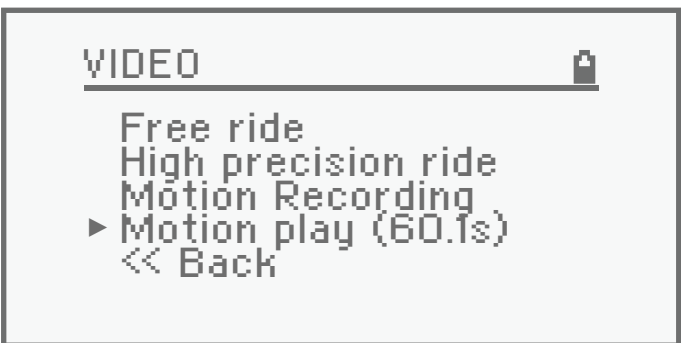 VIDEO
Free ride
High precision ride
Motion Recording
▸ Motion play (60.1s)
<< Back